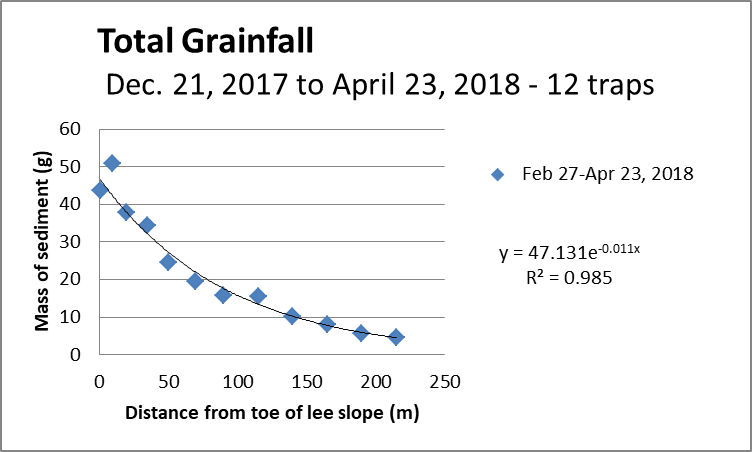 Total Grainfall
Dec. 21, 2017 to April 23, 2018 - 12 traps
60
50
40
30
20
10
0
Mass of sediment (g)
0 50 100 150 200 250
Distance from toe of lee slope (m)
Feb 27-Apr 23, 2018
y = 47.131e^-0.011x
R² = 0.985